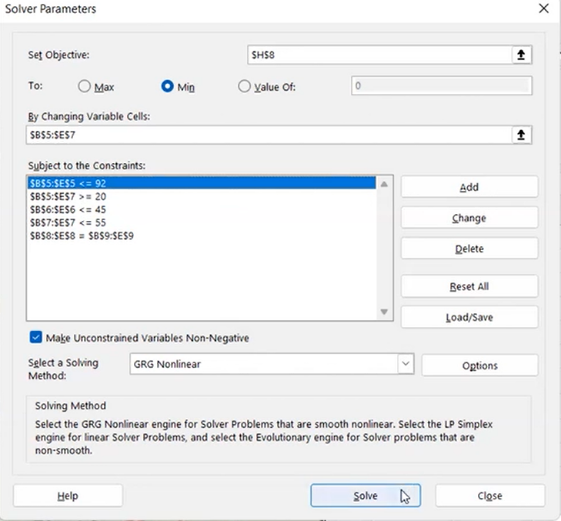 Solver Parameters
Set Objective: $H$8
To: Max Min Value Of: 0
By Changing Variable Cells:
$B$5:$E$7
Subject to the Constraints:
$B$5:$E$5 <= 92
$B$5:$E$7 >= 20
$B$6:$E$6 <= 45
$B$7:$E$7 <= 55
$B$8:$E$8 = $B$9:$E$9
Add
Change
Delete
Reset All
Load/Save
Make Unconstrained Variables Non-Negative
Select a Solving
Method:
GRG Nonlinear
Options
Solving Method
Select the GRG Nonlinear engine for Solver Problems that are smooth nonlinear. Select the LP Simplex
engine for linear Solver Problems, and select the Evolutionary engine for Solver problems that are
non-smooth.
Help
Solve
Close